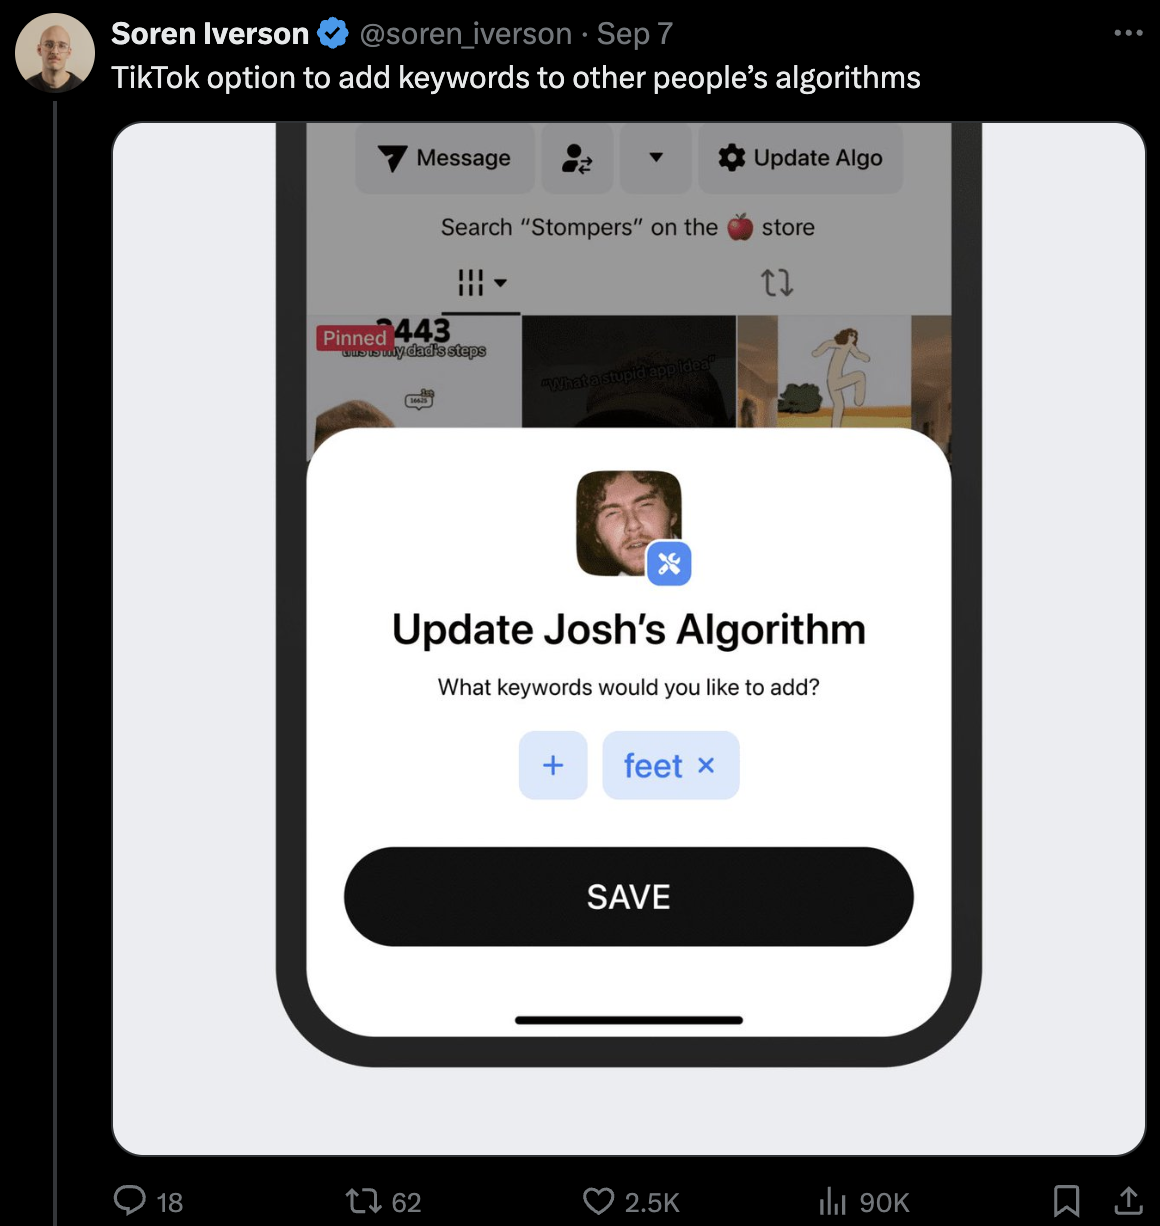 Soren Iverson @soren_iverson · Sep 7
TikTok option to add keywords to other people’s algorithms
Message
Update Algo
Search “Stompers” on the 🍎 store
Pinned
3443
this is my dad's steps
16625
"What a stupid app idea"
Update Josh’s Algorithm
What keywords would you like to add?
+ feet ×
SAVE
18 62 2.5K 90K